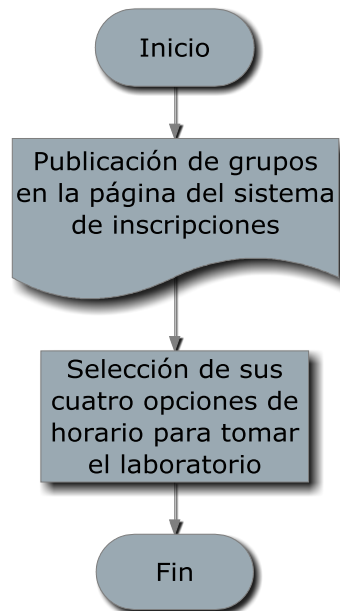 Inicio
Publicación de grupos
en la página del sistema
de inscripciones
Selección de sus
cuatro opciones de
horario para tomar
el laboratorio
Fin